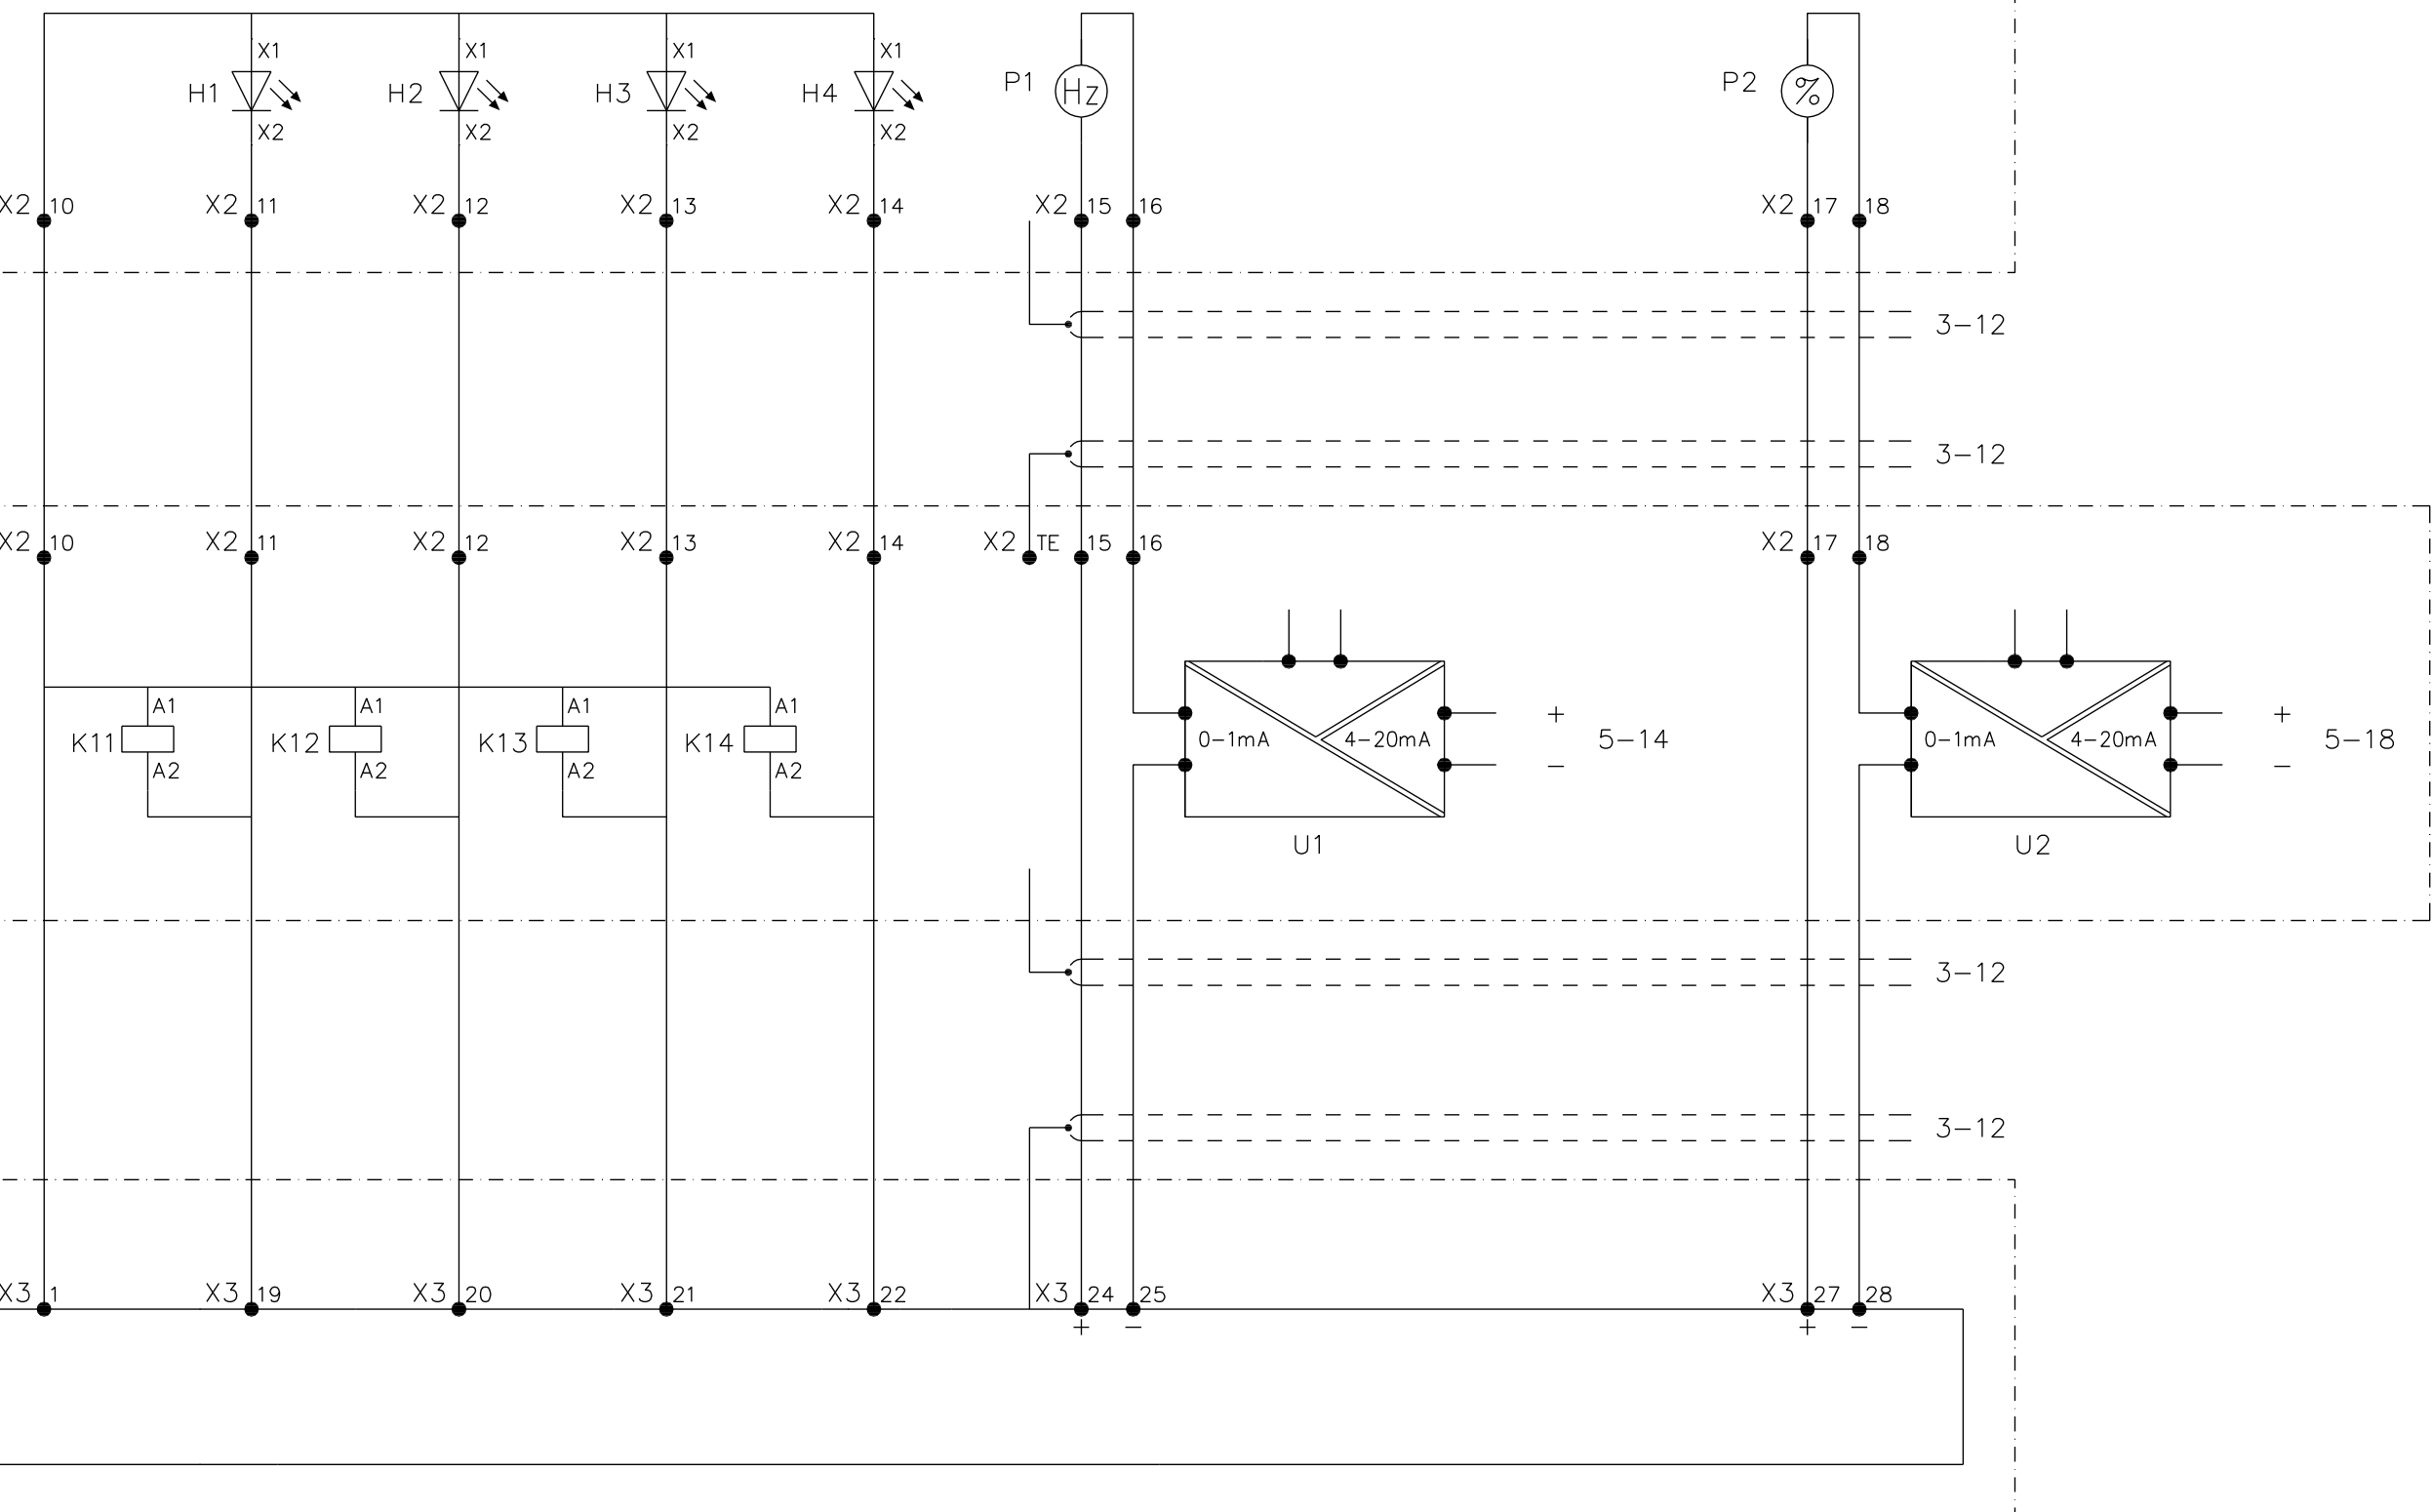 X1 X1 X1 X1
H1 H2 H3 H4 P1 Hz P2 %
X2 X2 X2 X2
X2 10 X2 11 X2 12 X2 13 X2 14 X2 15 16 X2 17 18
3-12
3-12
X2 10 X2 11 X2 12 X2 13 X2 14 X2 TE 15 16 X2 17 18
A1 A1 A1 A1
K11 K12 K13 K14 0-1mA 4-20mA + - 5-14 0-1mA 4-20mA + - 5-18
A2 A2 A2 A2
U1 U2
3-12
3-12
X3 1 X3 19 X3 20 X3 21 X3 22 X3 24 25 X3 27 28
+ - + -